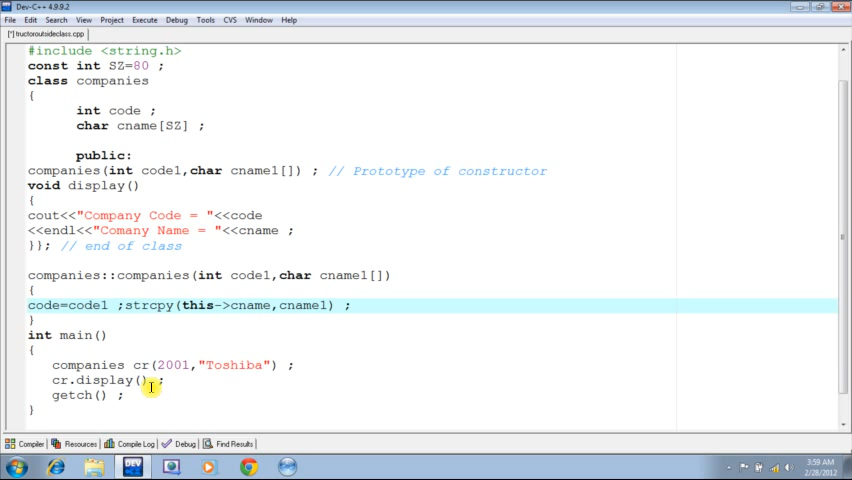 Dev-C++ 4.9.9.2
File Edit Search View Project Execute Debug Tools CVS Window Help
[*] tructoroutsideclass.cpp
#include <string.h>
const int SZ=80 ;
class companies
{
int code ;
char cname[SZ] ;
public:
companies(int code1,char cname1[]) ; // Prototype of constructor
void display()
{
cout<<"Company Code = "<<code
<<endl<<"Comany Name = "<<cname ;
}}; // end of class
companies::companies(int code1,char cname1[])
{
code=code1 ;strcpy(this->cname,cname1) ;
}
int main()
{
companies cr(2001,"Toshiba") ;
cr.display() ;
getch() ;
}
Compiler Resources Compile Log Debug Find Results
DEV
3:59 AM
2/28/2012